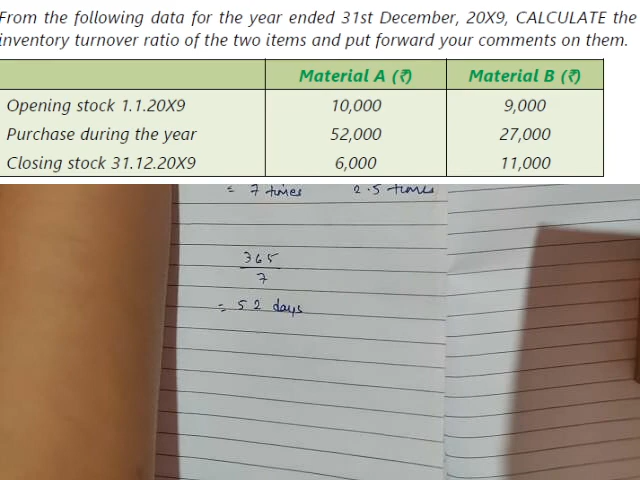 From the following data for the year ended 31st December, 20X9, CALCULATE the
inventory turnover ratio of the two items and put forward your comments on them.
Material A (₹) Material B (₹)
Opening stock 1.1.20X9 10,000 9,000
Purchase during the year 52,000 27,000
Closing stock 31.12.20X9 6,000 11,000
= 7 times 2.5 times
365
7
= 52 days